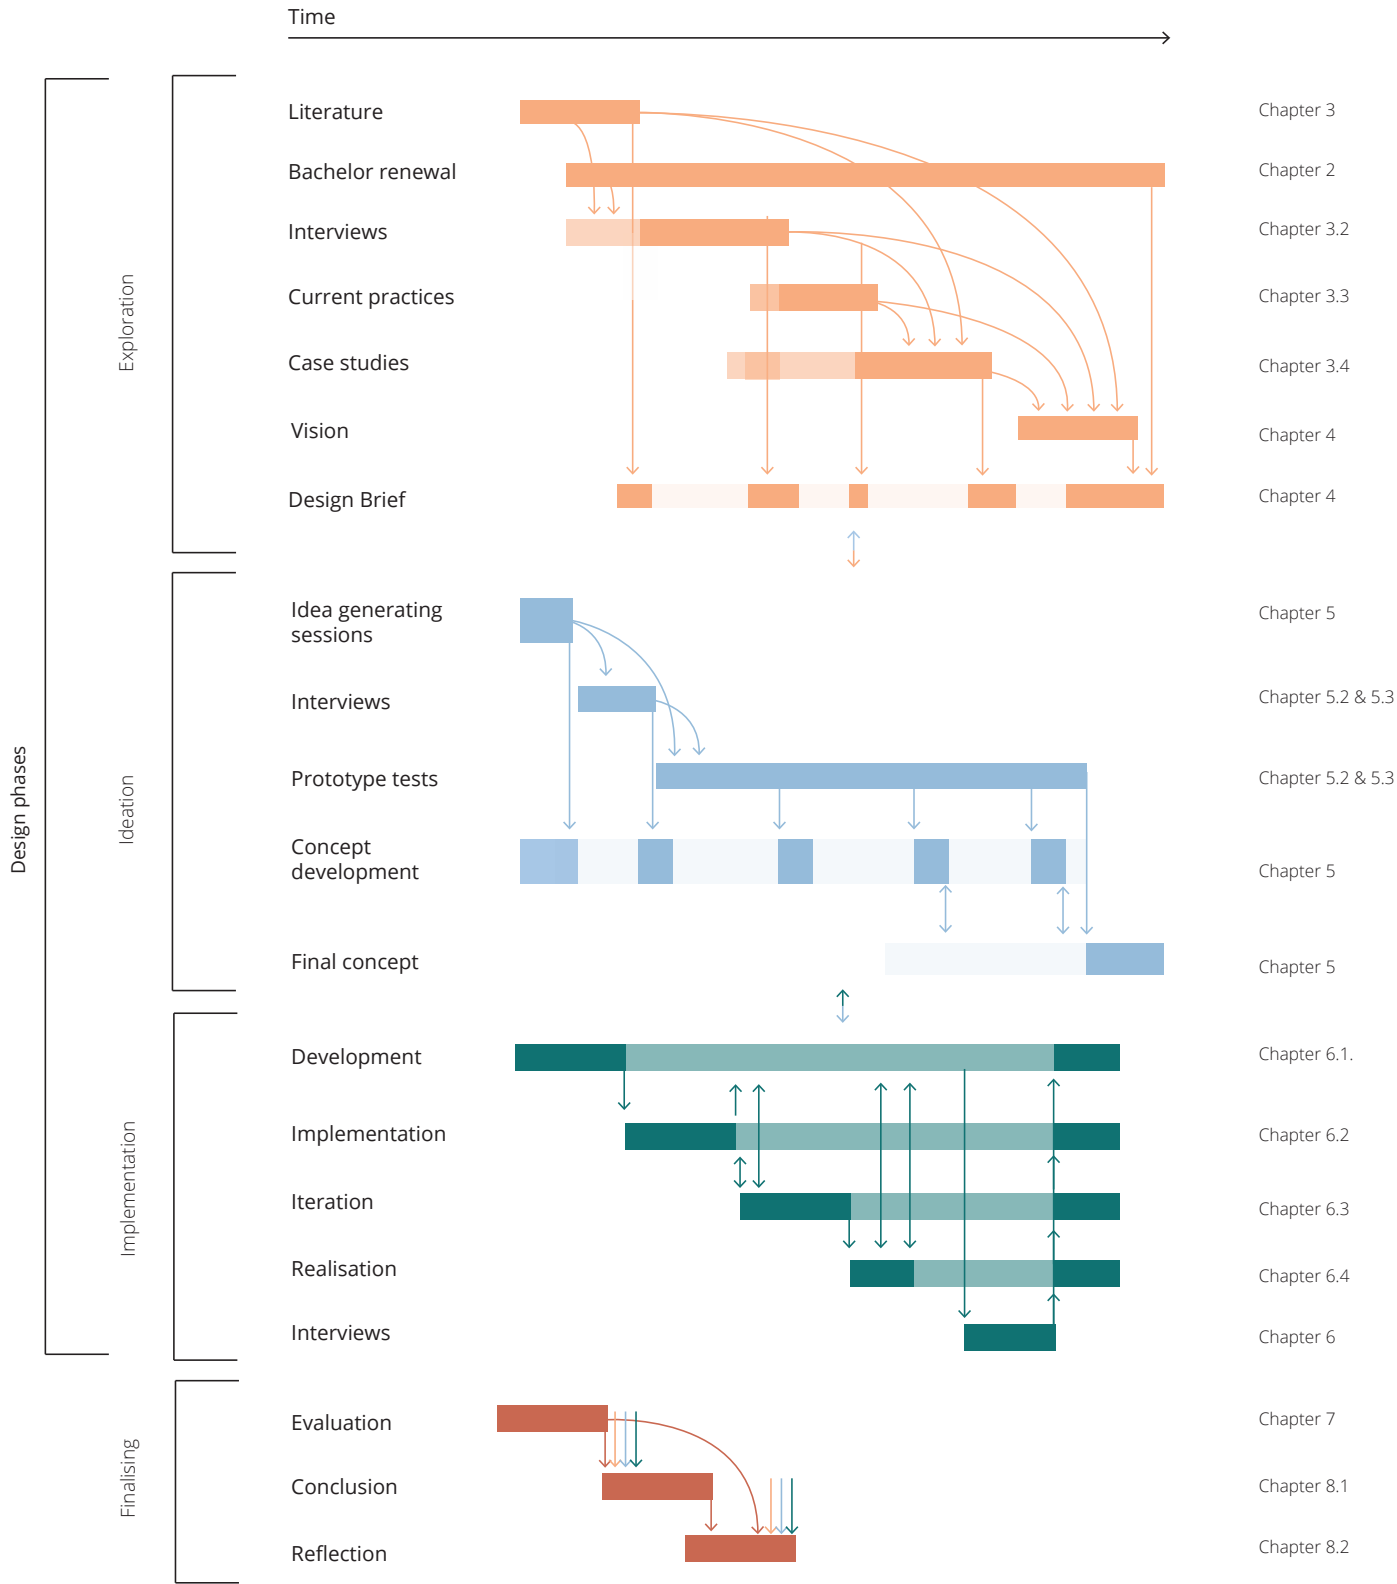 Time
Design phases
Exploration
Literature
Chapter 3
Bachelor renewal
Chapter 2
Interviews
Chapter 3.2
Current practices
Chapter 3.3
Case studies
Chapter 3.4
Vision
Chapter 4
Design Brief
Chapter 4
Ideation
Idea generating
sessions
Chapter 5
Interviews
Chapter 5.2 & 5.3
Prototype tests
Chapter 5.2 & 5.3
Concept
development
Chapter 5
Final concept
Chapter 5
Implementation
Development
Chapter 6.1.
Implementation
Chapter 6.2
Iteration
Chapter 6.3
Realisation
Chapter 6.4
Interviews
Chapter 6
Finalising
Evaluation
Chapter 7
Conclusion
Chapter 8.1
Reflection
Chapter 8.2